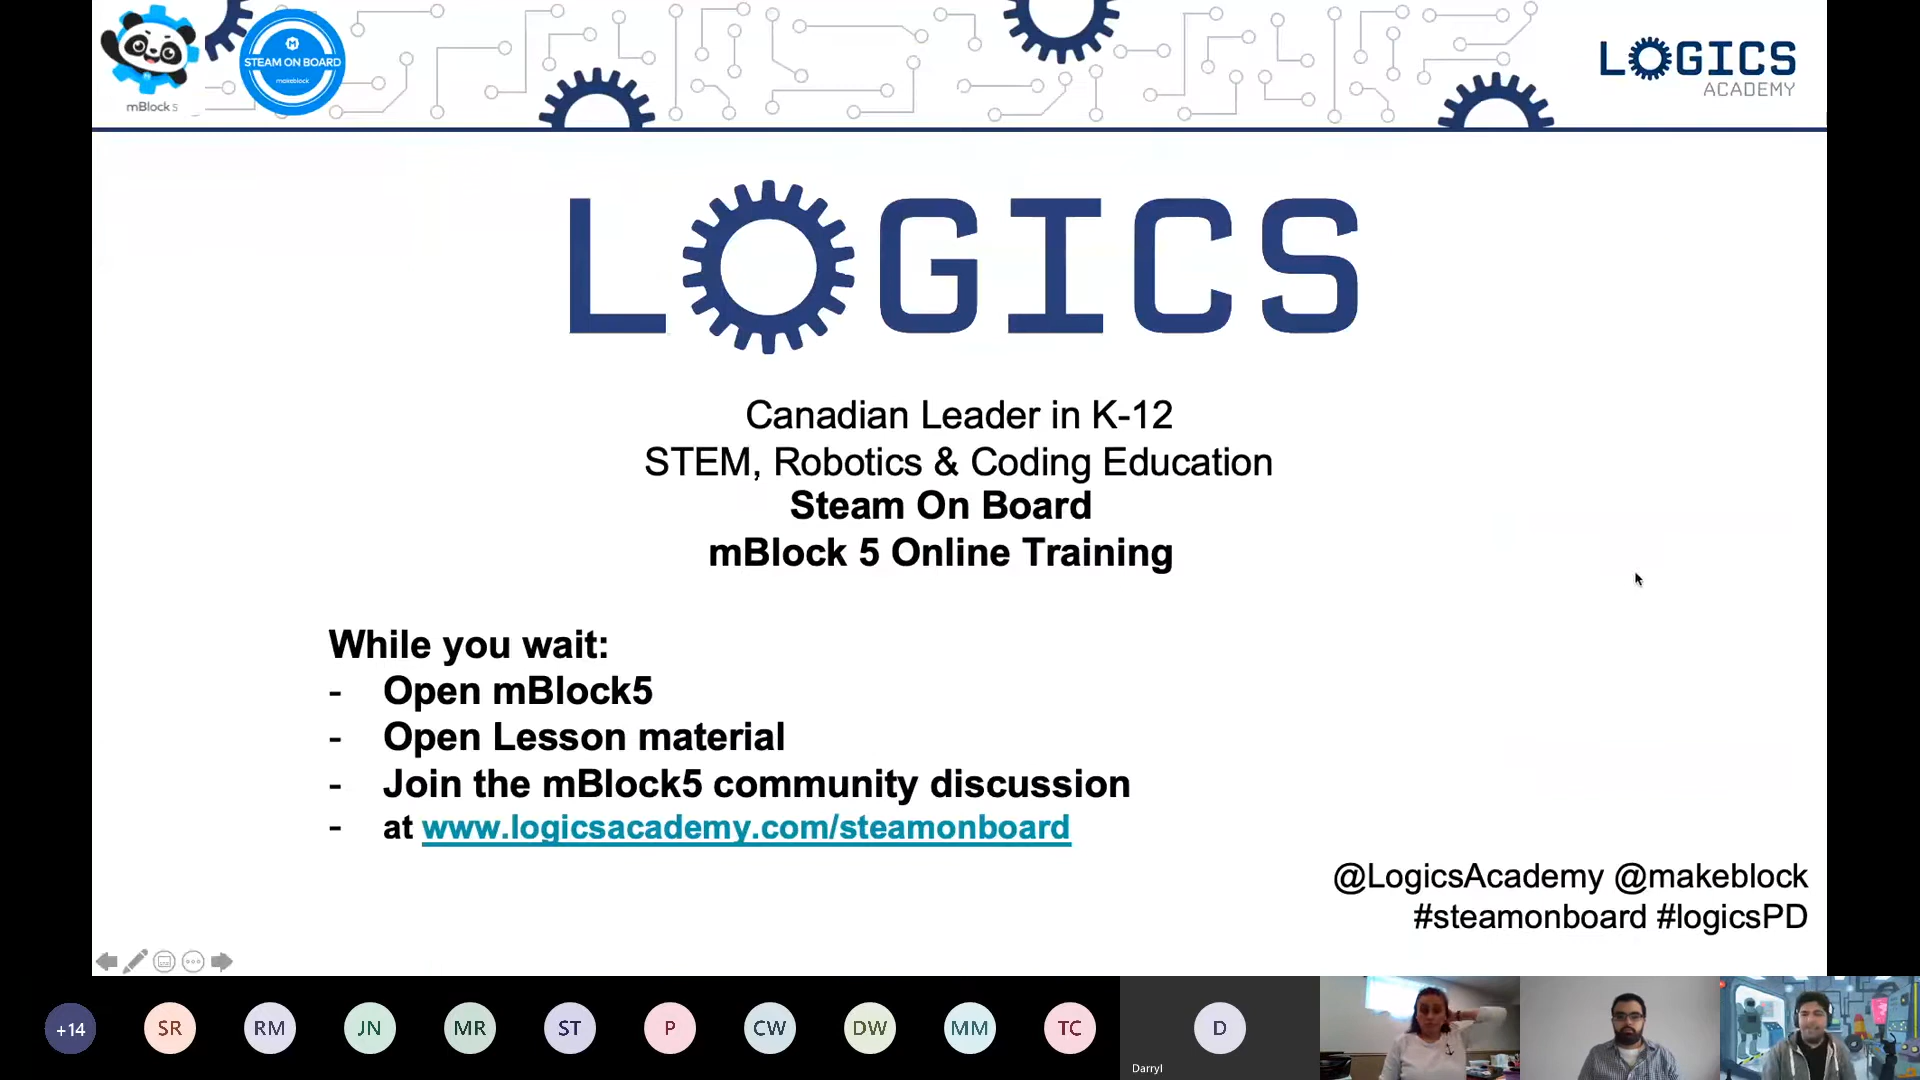 mBlock 5
STEAM ON BOARD
makeblock
LOGICS
ACADEMY
LOGICS
Canadian Leader in K-12
STEM, Robotics & Coding Education
Steam On Board
mBlock 5 Online Training
While you wait:
- Open mBlock5
- Open Lesson material
- Join the mBlock5 community discussion
- at www.logicsacademy.com/steamonboard
@LogicsAcademy @makeblock
#steamonboard #logicsPD
+14 SR RM JN MR ST P CW DW MM TC D
Darryl